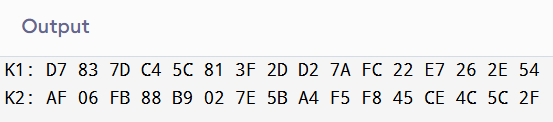 Output
K1: D7 83 7D C4 5C 81 3F 2D D2 7A FC 22 E7 26 2E 54
K2: AF 06 FB 88 B9 02 7E 5B A4 F5 F8 45 CE 4C 5C 2F